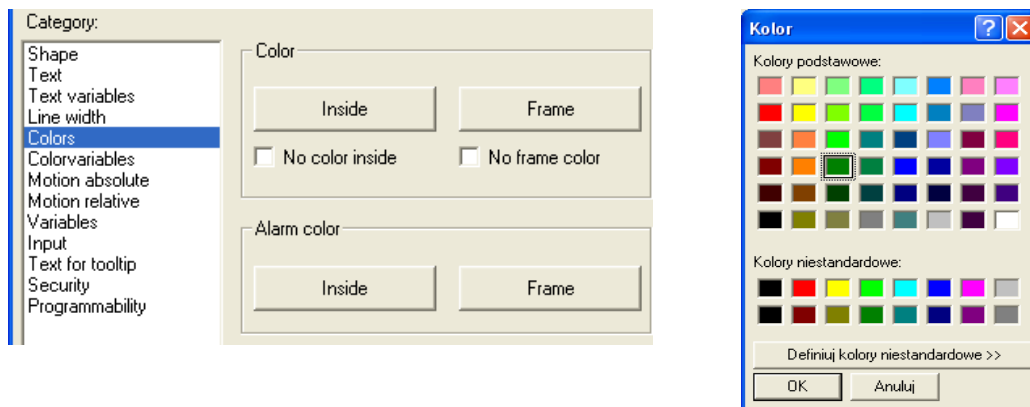 Category:
Shape
Text
Text variables
Line width
Colors
Colorvariables
Motion absolute
Motion relative
Variables
Input
Text for tooltip
Security
Programmability
Color
Inside
Frame
No color inside
No frame color
Alarm color
Inside
Frame
Kolor
Kolory podstawowe:
Kolory niestandardowe:
Definiuj kolory niestandardowe >>
OK
Anuluj